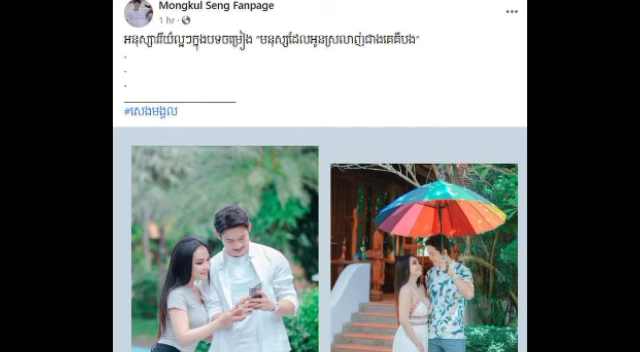 Mongkul Seng Fanpage
1 hr ·
អនុស្សាវរីយ៍ល្អៗក្នុងបទចម្រៀង "មនុស្សដែលអូនស្រលាញ់ជាងគេគឺបង"
.
.
.
#សេងមង្គល